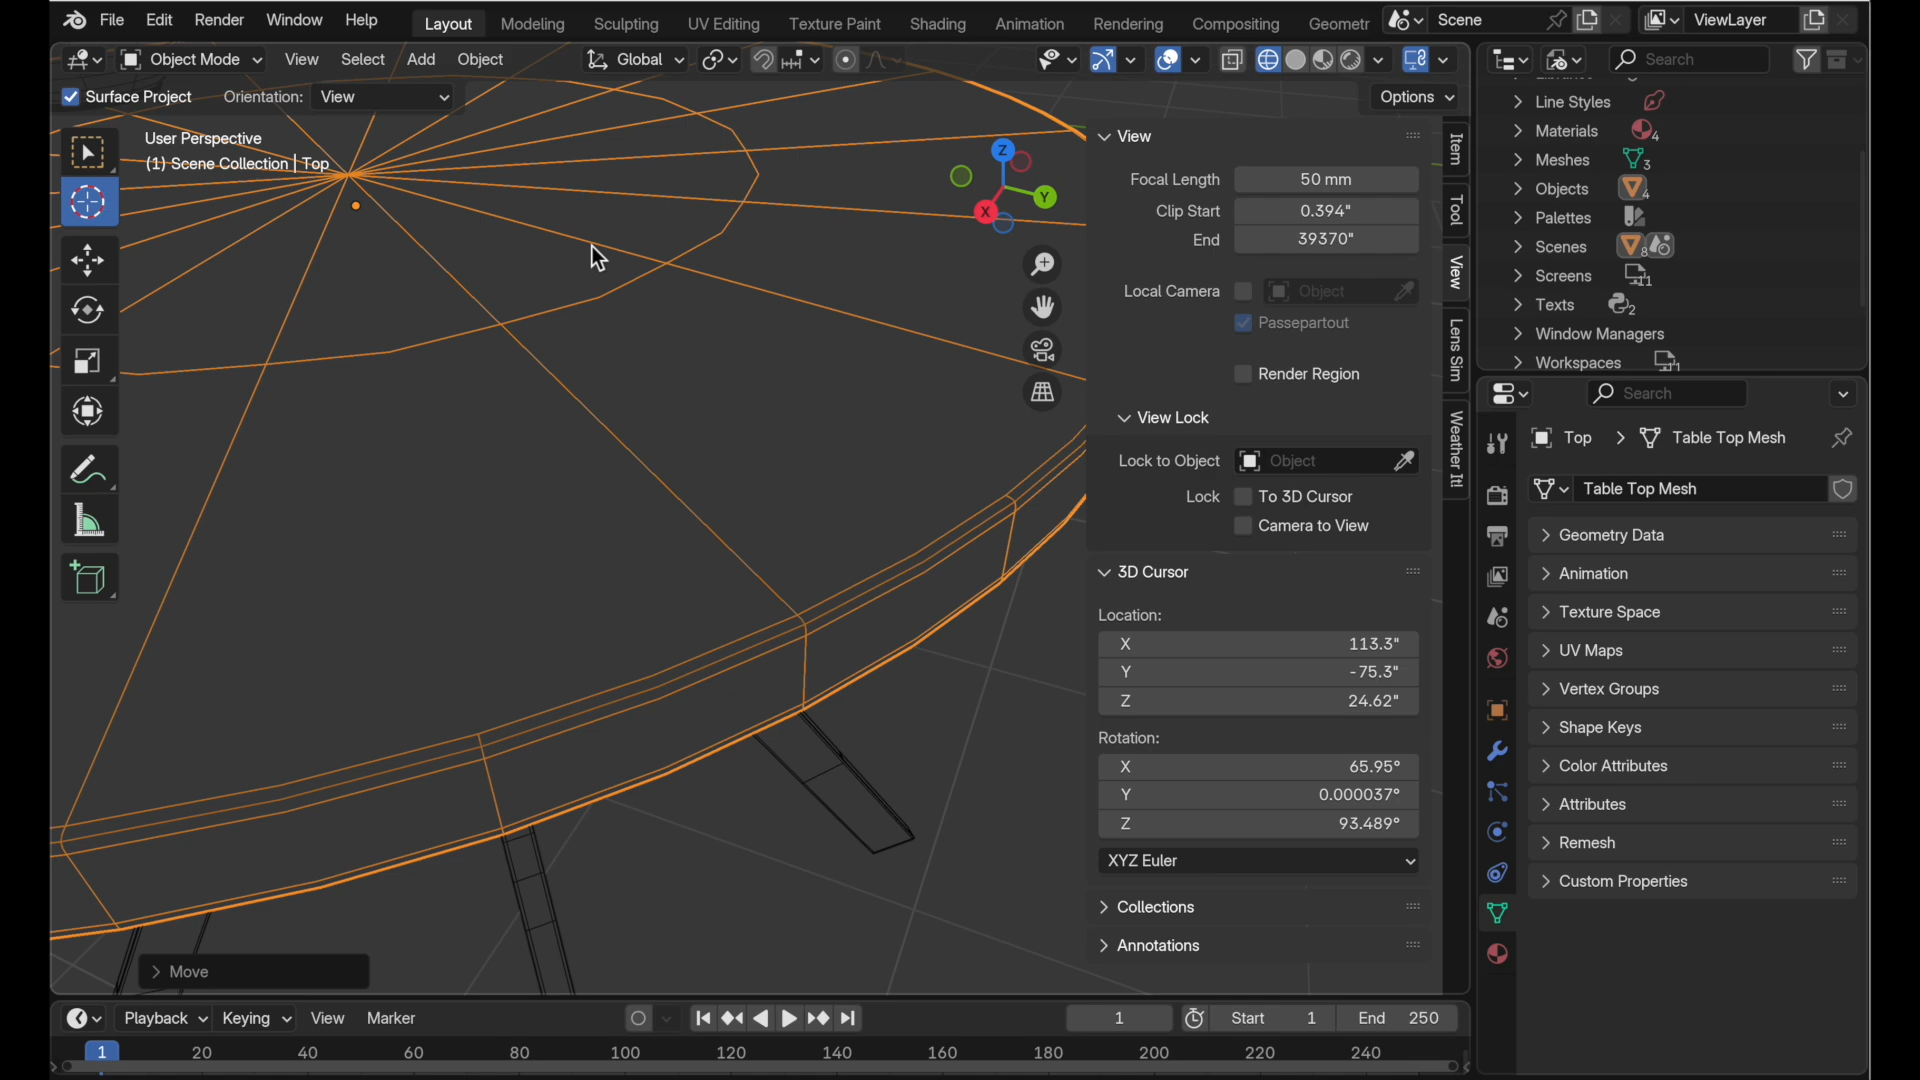 File Edit Render Window Help Layout Modeling Sculpting UV Editing Texture Paint Shading Animation Rendering Compositing Geometr Scene ViewLayer
Object Mode View Select Add Object Global Search
Surface Project Orientation: View Options
User Perspective
(1) Scene Collection | Top
Z
Y
X
View
Focal Length 50 mm
Clip Start 0.394"
End 39370"
Local Camera Object
Passepartout
Render Region
View Lock
Lock to Object Object
Lock To 3D Cursor
Camera to View
3D Cursor
Location:
X 113.3"
Y -75.3"
Z 24.62"
Rotation:
X 65.95°
Y 0.000037°
Z 93.489°
XYZ Euler
Collections
Annotations
Item
Tool
View
Lens Sim
Weather It!
Move
Line Styles
Materials 4
Meshes 3
Objects 4
Palettes
Scenes 8
Screens 11
Texts 2
Window Managers
Workspaces 1
Search
Top Table Top Mesh
Table Top Mesh
Geometry Data
Animation
Texture Space
UV Maps
Vertex Groups
Shape Keys
Color Attributes
Attributes
Remesh
Custom Properties
Playback Keying View Marker 1 Start 1 End 250
1 20 40 60 80 100 120 140 160 180 200 220 240